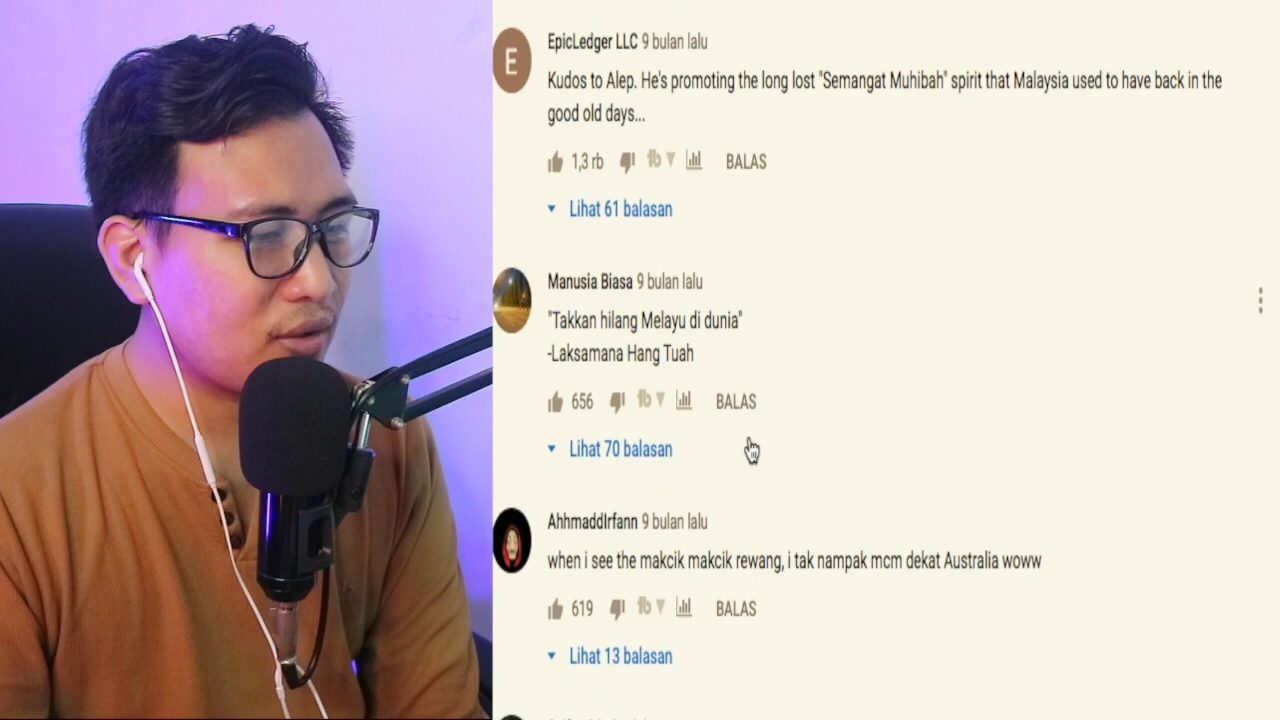 E
EpicLedger LLC 9 bulan lalu
Kudos to Alep. He's promoting the long lost "Semangat Muhibah" spirit that Malaysia used to have back in the
good old days...
1,3 rb BALAS
Lihat 61 balasan
Manusia Biasa 9 bulan lalu
"Takkan hilang Melayu di dunia"
-Laksamana Hang Tuah
656 BALAS
Lihat 70 balasan
AhhmaddIrfann 9 bulan lalu
when i see the makcik makcik rewang, i tak nampak mcm dekat Australia woww
619 BALAS
Lihat 13 balasan